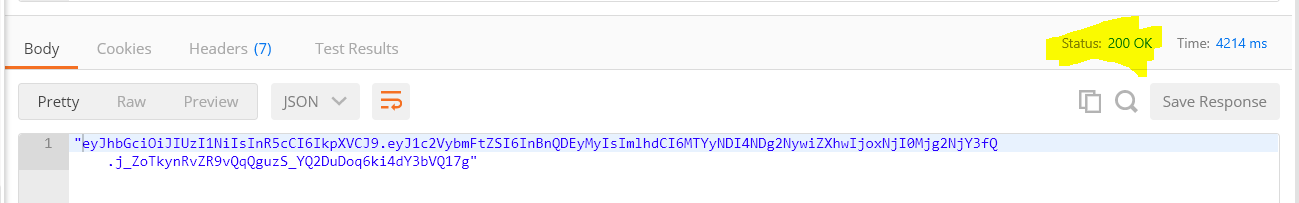 Body Cookies Headers (7) Test Results Status: 200 OK Time: 4214 ms
Pretty Raw Preview JSON Save Response
1 "eyJhbGciOiJIUzI1NiIsInR5cCI6IkpXVCJ9.eyJ1c2VybmFtZSI6InBnQDEyMyIsImlhdCI6MTYyNDI4NDg2NywiZXhwIjoxNjI0Mjg2NjY3fQ
.j_ZoTkynRvZR9vQqQguzS_YQ2DuDoq6ki4dY3bVQ17g"